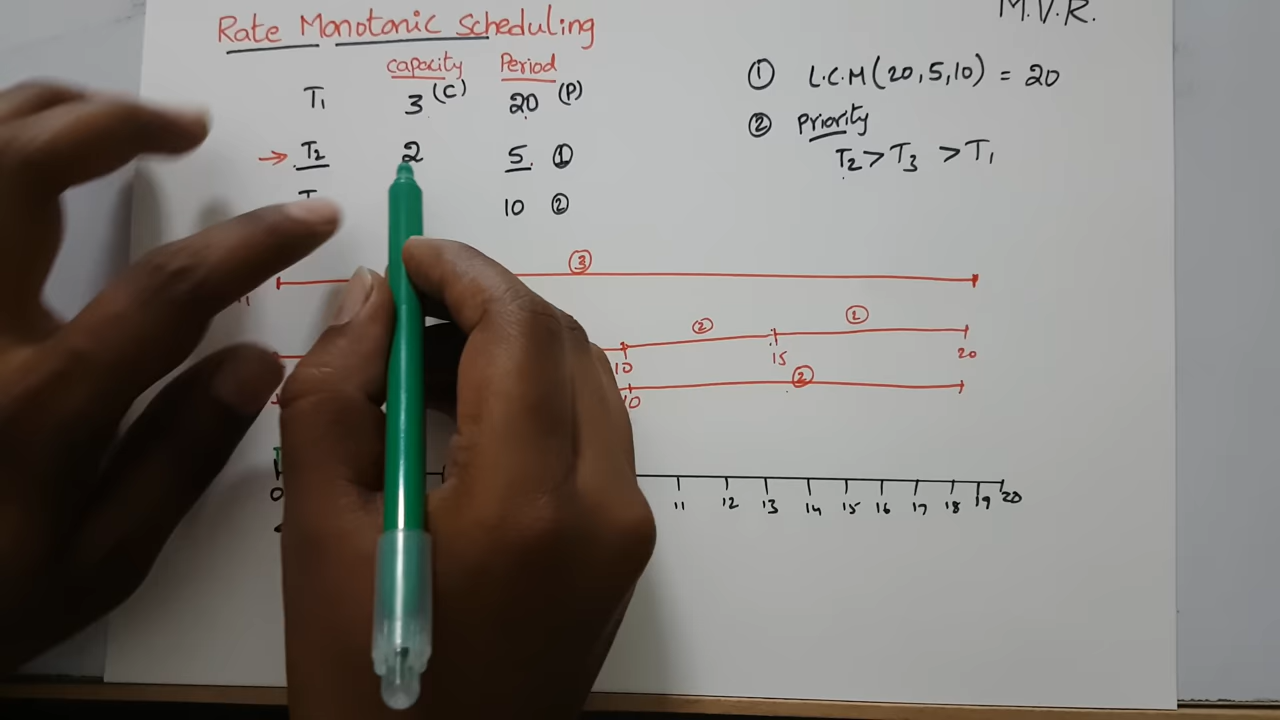 M.V.R.
Rate Monotonic Scheduling
capacity Period
T1 3 (C) 20 (P)
→ T2 2 5 ①
10 ②
① L.C.M(20,5,10) = 20
② Priority
T2 > T3 > T1
③
② ②
10 15 20
②
10
0 11 12 13 14 15 16 17 18 19 20